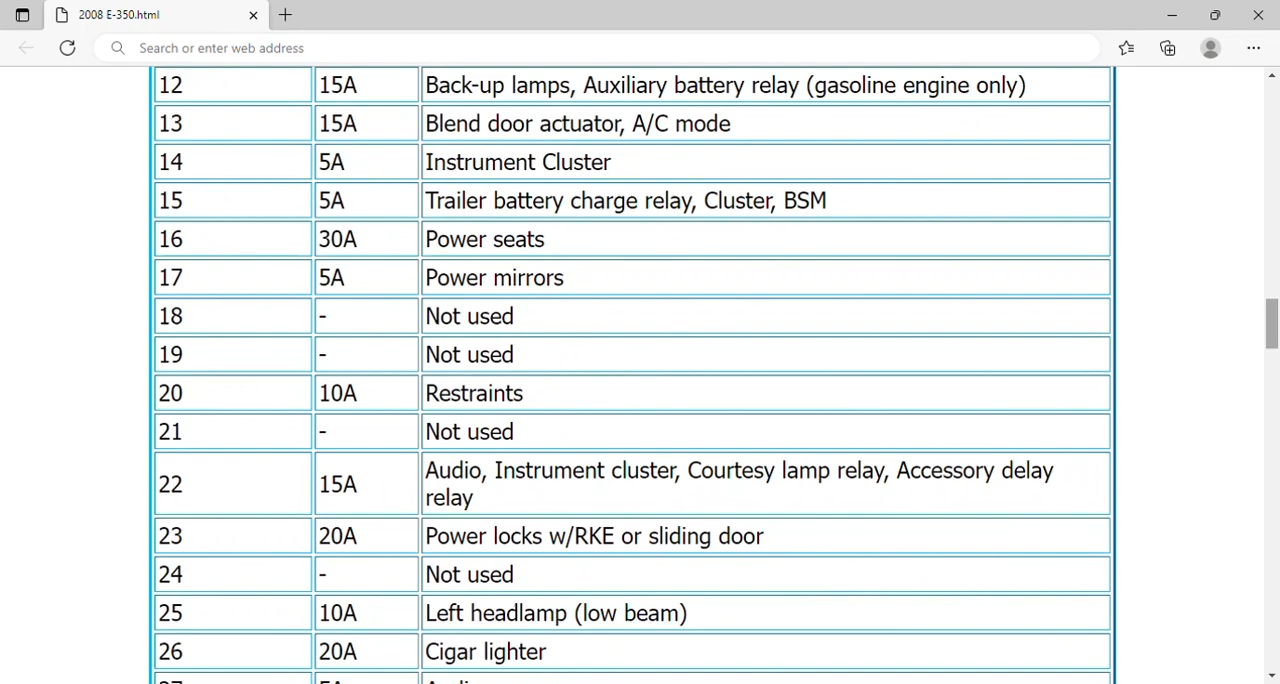 2008 E-350.html
Search or enter web address
12 15A Back-up lamps, Auxiliary battery relay (gasoline engine only)
13 15A Blend door actuator, A/C mode
14 5A Instrument Cluster
15 5A Trailer battery charge relay, Cluster, BSM
16 30A Power seats
17 5A Power mirrors
18 - Not used
19 - Not used
20 10A Restraints
21 - Not used
22 15A Audio, Instrument cluster, Courtesy lamp relay, Accessory delay
relay
23 20A Power locks w/RKE or sliding door
24 - Not used
25 10A Left headlamp (low beam)
26 20A Cigar lighter